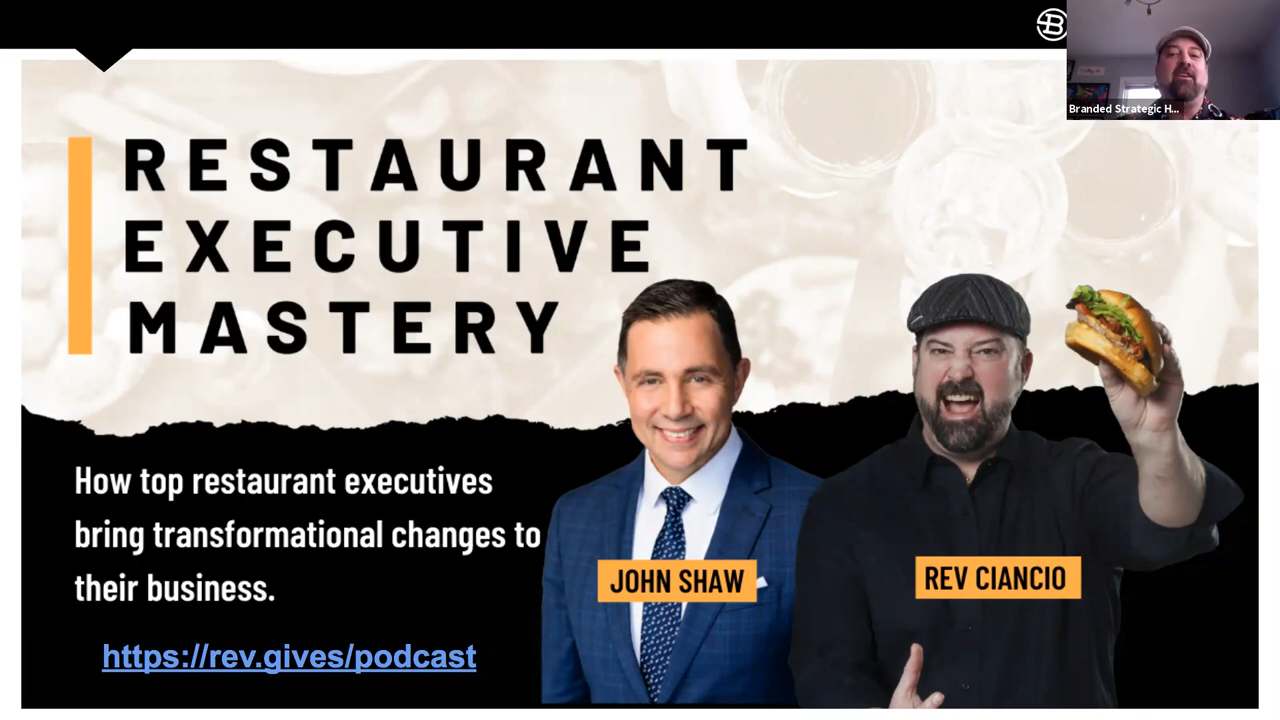 RESTAURANT
EXECUTIVE
MASTERY
How top restaurant executives
bring transformational changes to
their business.
https://rev.gives/podcast
JOHN SHAW
REV CIANCIO
B
Branded Strategic H...